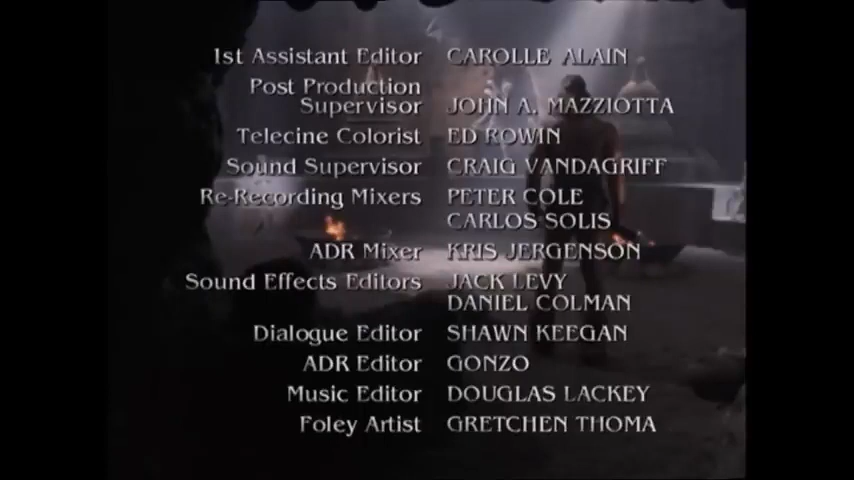 1st Assistant Editor CAROLLE ALAIN
Post Production
Supervisor JOHN A. MAZZIOTTA
Telecine Colorist ED ROWIN
Sound Supervisor CRAIG VANDAGRIFF
Re-Recording Mixers PETER COLE
CARLOS SOLIS
ADR Mixer KRIS JERGENSON
Sound Effects Editors JACK LEVY
DANIEL COLMAN
Dialogue Editor SHAWN KEEGAN
ADR Editor GONZO
Music Editor DOUGLAS LACKEY
Foley Artist GRETCHEN THOMA